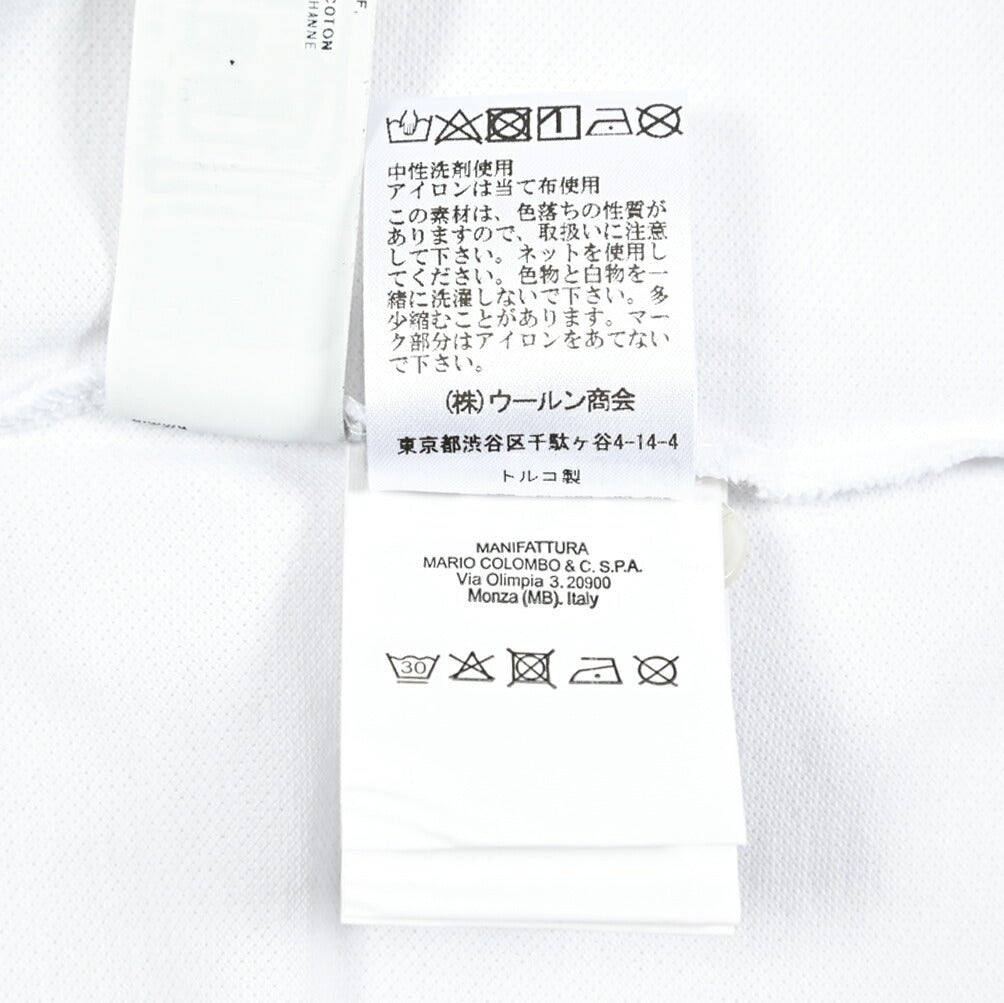 F.
COTON
HANNE
中性洗剤使用
アイロンは当て布使用
この素材は、色落ちの性質が
ありますので、取扱いに注意
して下さい。ネットを使用し
てください。色物と白物を一
緒に洗濯しないで下さい。多
少縮むことがあります。マー
ク部分はアイロンをあてない
で下さい。
(株)ウールン商会
東京都渋谷区千駄ヶ谷4-14-4
トルコ製
MANIFATTURA
MARIO COLOMBO & C. S.P.A.
Via Olimpia 3. 20900
Monza (MB). Italy
30